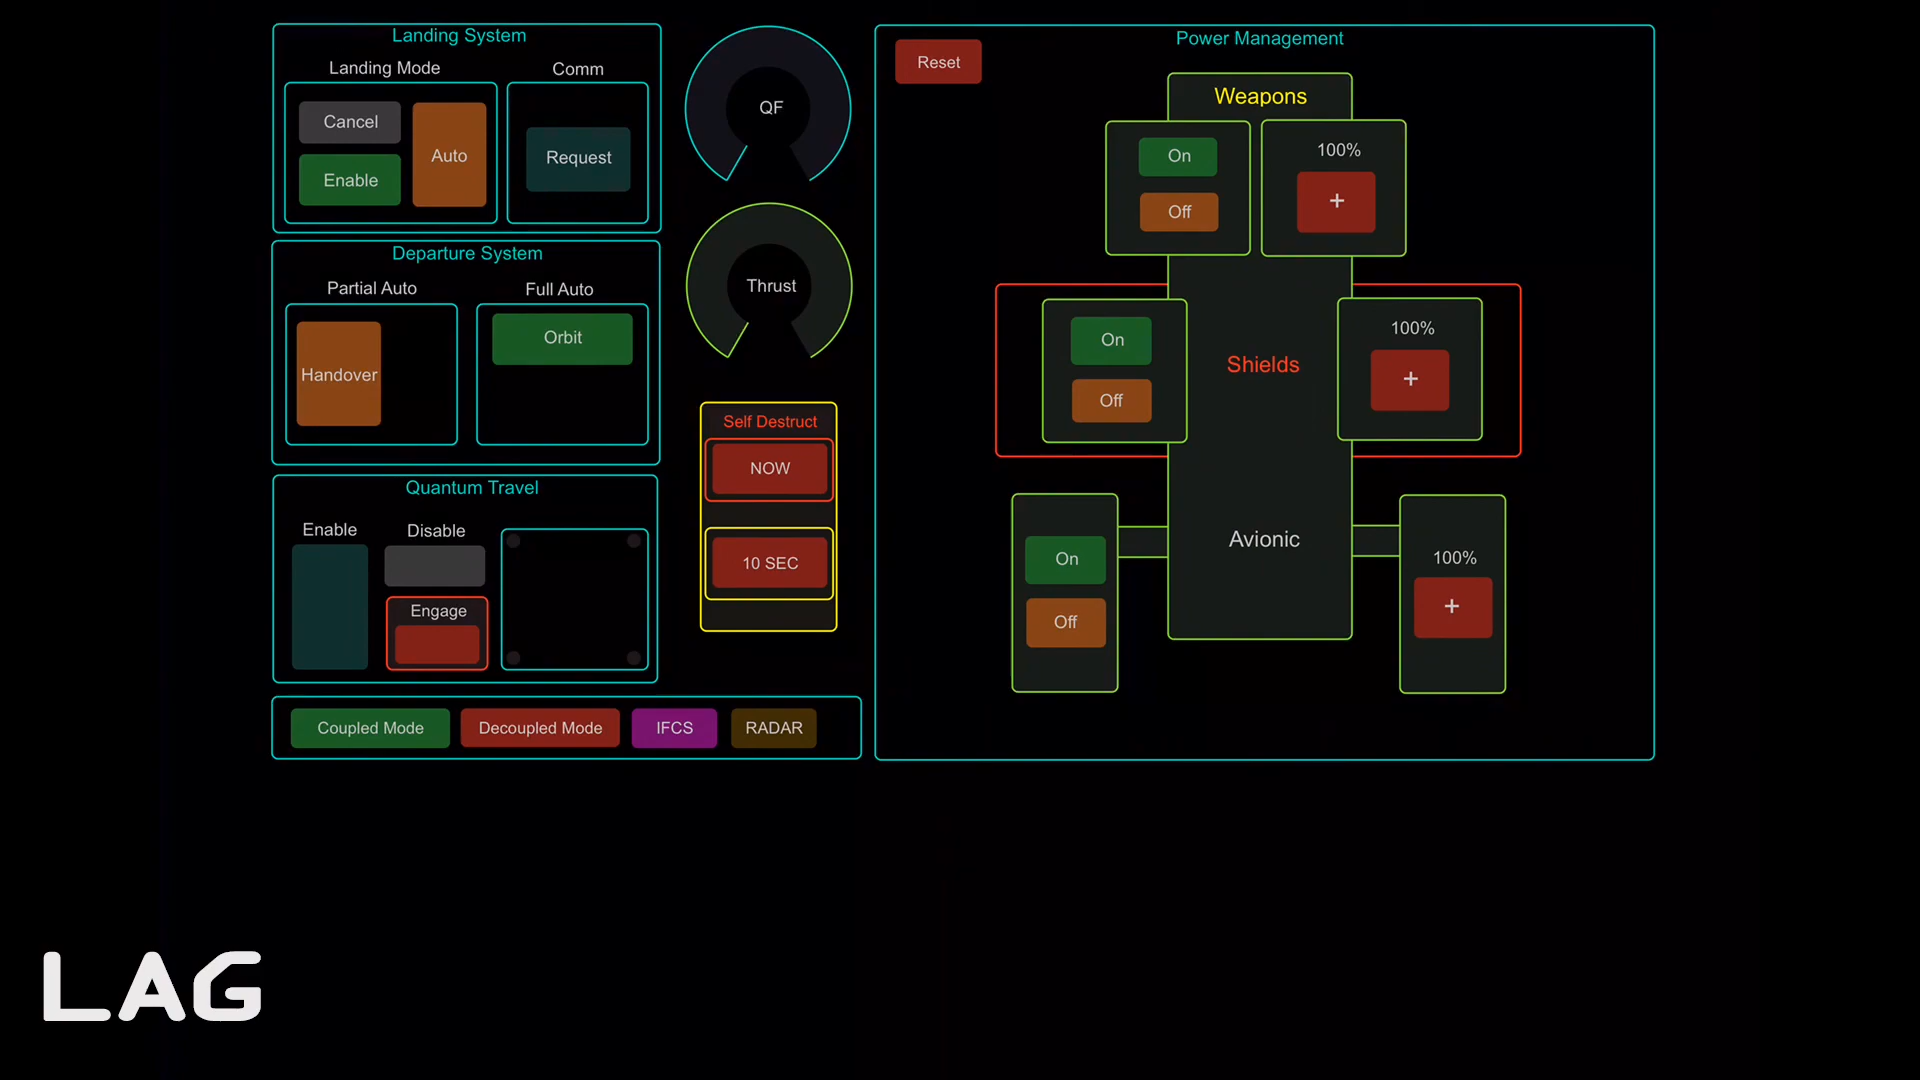 Landing System
Landing Mode
Comm
Cancel
Enable
Auto
Request
Departure System
Partial Auto
Full Auto
Handover
Orbit
Quantum Travel
Enable
Disable
Engage
Coupled Mode
Decoupled Mode
IFCS
RADAR
QF
Thrust
Self Destruct
NOW
10 SEC
Power Management
Reset
Weapons
On
Off
100%
+
Shields
On
Off
100%
+
Avionic
On
Off
100%
+
LAG